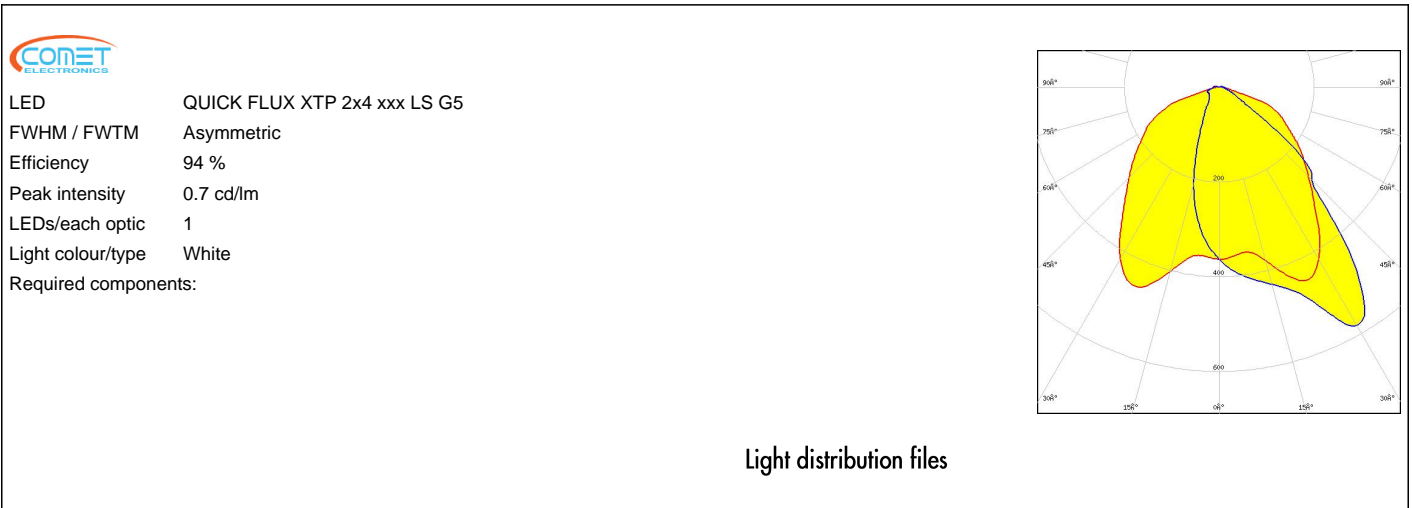 COMET
ELECTRONICS
LED QUICK FLUX XTP 2x4 xxx LS G5
FWHM / FWTM Asymmetric
Efficiency 94 %
Peak intensity 0.7 cd/lm
LEDs/each optic 1
Light colour/type White
Required components:
90Â° 90Â°
75Â° 75Â°
200
60Â° 60Â°
45Â° 45Â°
400
600
30Â° 30Â°
15Â° 0Â° 15Â°
Light distribution files